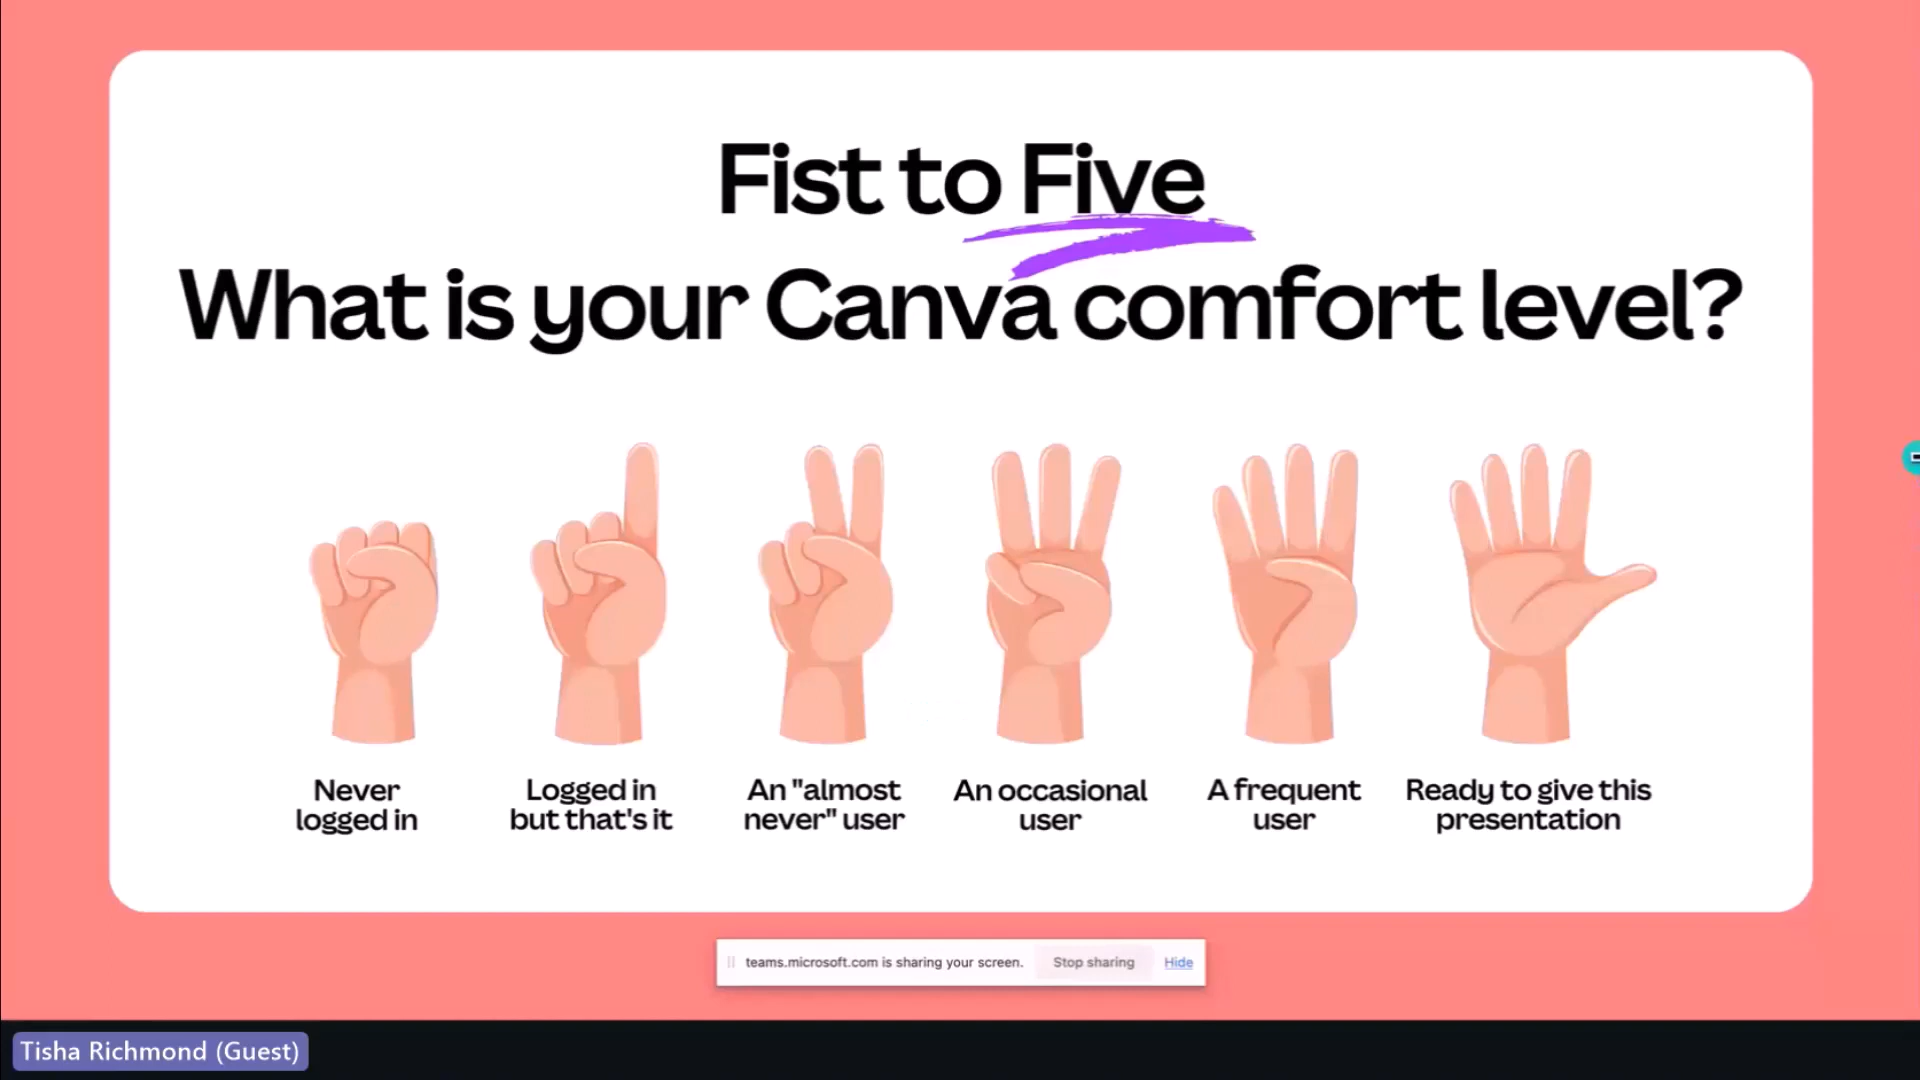 Fist to Five
What is your Canva comfort level?
Never
logged in
Logged in
but that's it
An "almost
never" user
An occasional
user
A frequent
user
Ready to give this
presentation
teams.microsoft.com is sharing your screen.
Stop sharing
Hide
Tisha Richmond (Guest)